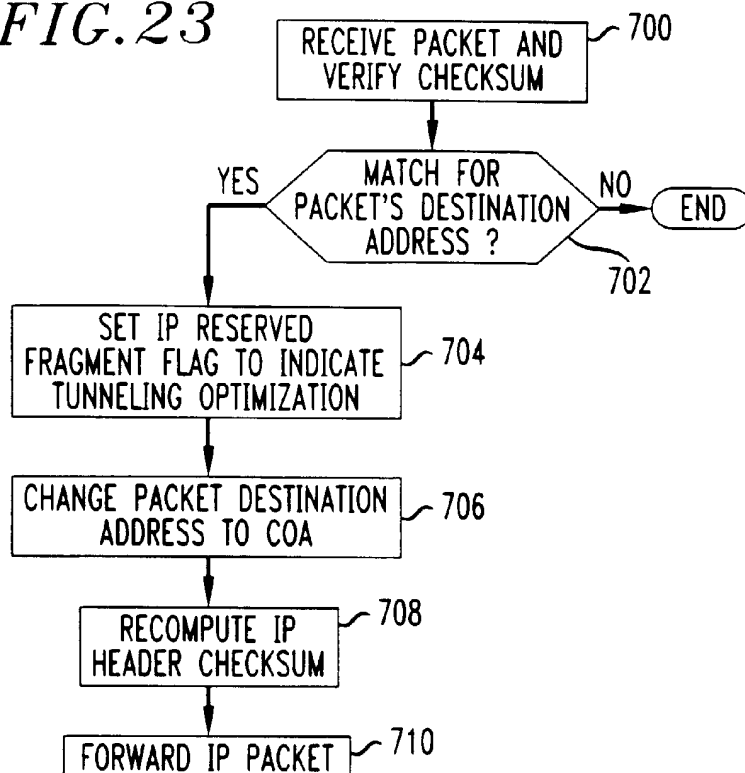 FIG.23
RECEIVE PACKET AND
VERIFY CHECKSUM
700
YES
MATCH FOR
PACKET'S DESTINATION
ADDRESS ?
NO
END
702
SET IP RESERVED
FRAGMENT FLAG TO INDICATE
TUNNELING OPTIMIZATION
704
CHANGE PACKET DESTINATION
ADDRESS TO COA
706
RECOMPUTE IP
HEADER CHECKSUM
708
FORWARD IP PACKET
710